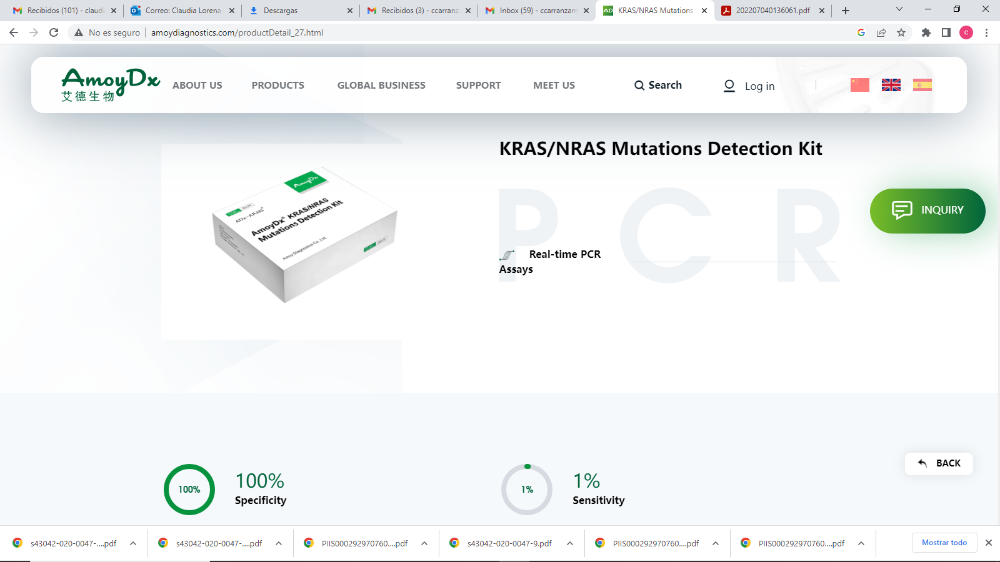 Recibidos (101) - claudi
Correo: Claudia Lorena
Descargas
Recibidos (3) - ccarranz
Inbox (59) - ccarranzam
KRAS/NRAS Mutations
202207040136061.pdf
No es seguro
amoydiagnostics.com/productDetail_27.html
c
AmoyDx
艾德生物
ABOUT US
PRODUCTS
GLOBAL BUSINESS
SUPPORT
MEET US
Search
Log in
KRAS/NRAS Mutations Detection Kit
PCR
AmoyDx
ADx-ARMS®
AmoyDx® KRAS/NRAS
Mutations Detection Kit
Amoy Diagnostics Co., Ltd.
INQUIRY
Real-time PCR
Assays
BACK
100%
100%
Specificity
1%
1%
Sensitivity
s43042-020-0047-....pdf
s43042-020-0047-....pdf
PIIS000292970760....pdf
s43042-020-0047-9.pdf
PIIS000292970760....pdf
PIIS000292970760....pdf
Mostrar todo